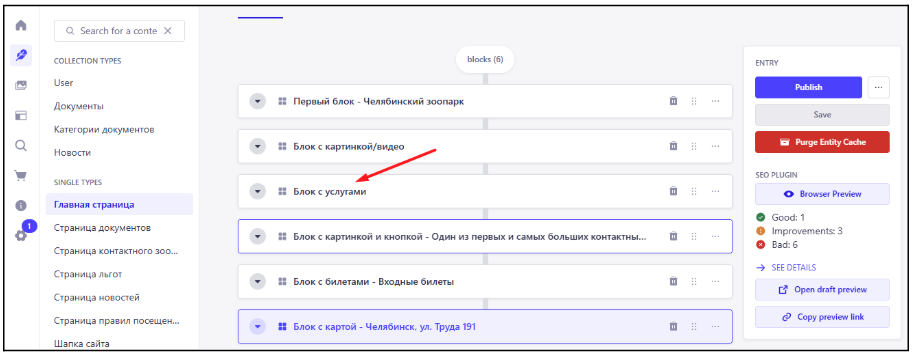 Search for a conte
COLLECTION TYPES
User
Документы
Категории документов
Новости
SINGLE TYPES
Главная страница
Страница документов
Страница контактного зоо...
Страница льгот
Страница новостей
Страница правил посещен...
Шапка сайта
1
blocks (6)
Первый блок - Челябинский зоопарк
Блок с картинкой/видео
Блок с услугами
Блок с картинкой и кнопкой - Один из первых и самых больших контактны...
Блок с билетами - Входные билеты
Блок с картой - Челябинск, ул. Труда 191
ENTRY
Publish
Save
Purge Entity Cache
SEO PLUGIN
Browser Preview
Good: 1
Improvements: 3
Bad: 6
SEE DETAILS
Open draft preview
Copy preview link